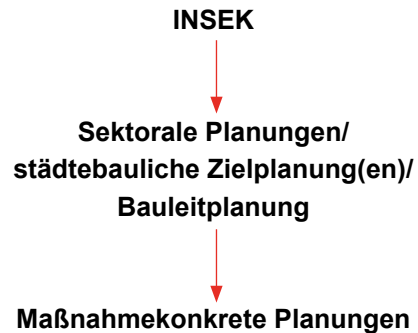 INSEK
Sektorale Planungen/
städtebauliche Zielplanung(en)/
Bauleitplanung
Maßnahmekonkrete Planungen